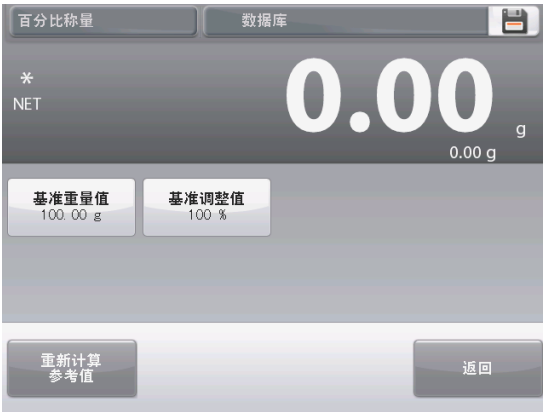 百分比称量
数据库
*
NET
0.00
g
0.00 g
基准重量值
100.00 g
基准调整值
100 %
重新计算
参考值
返回